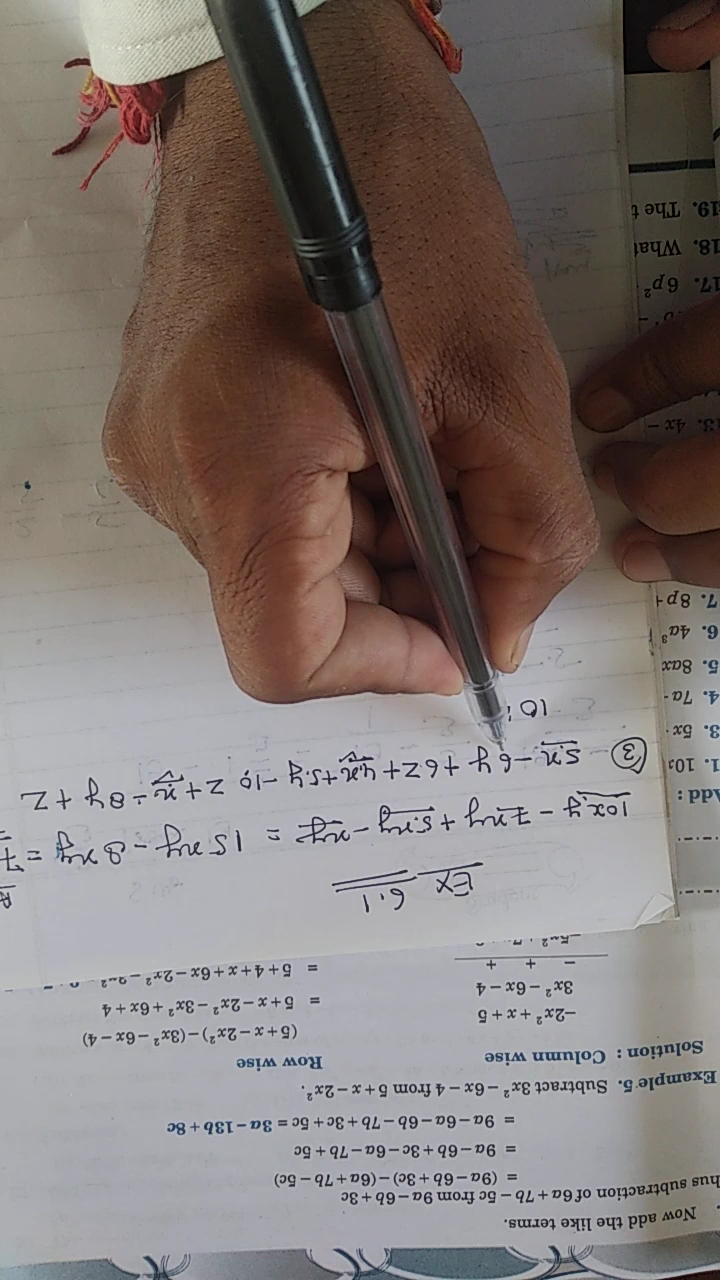 Now add the like terms.
subtraction of 6a + 7b − 5c from 9a − 6b + 3c
= (9a − 6b + 3c) − (6a + 7b − 5c)
= 9a − 6b + 3c − 6a − 7b + 5c
= 9a − 6a − 6b − 7b + 3c + 5c = 3a − 13b + 8c
Example 5. Subtract 3x² − 6x − 4 from 5 + x − 2x².
Solution : Column wise
−2x² + x + 5
3x² − 6x − 4
− + +
Row wise
(5 + x − 2x²) − (3x² − 6x − 4)
= 5 + x − 2x² − 3x² + 6x + 4
= 5 + 4 + x + 6x − 2x²
Ex 6.1
10xy − 7xy + 5xy − xy = 15xy − 8xy = 7
③ 5x − 6y + 6z + 4x + 5y − 10z + x − 8y + z
10
Add :
1. 10
3. 5x
4. 7a −
5. 8ax
6. 4a³
7. 8p +
13. 4x −
17. 6p²
18. What
19. The